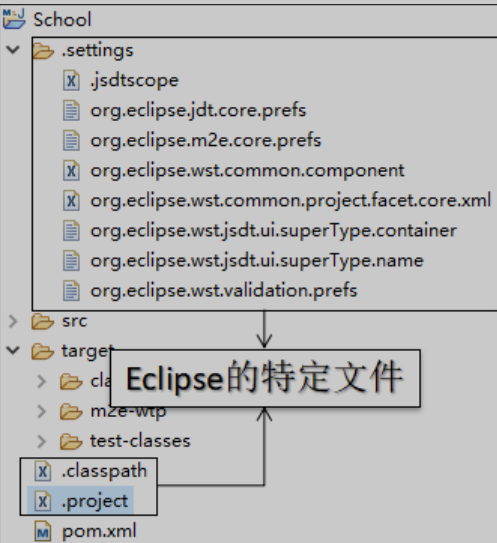 School
.settings
.jsdtscope
org.eclipse.jdt.core.prefs
org.eclipse.m2e.core.prefs
org.eclipse.wst.common.component
org.eclipse.wst.common.project.facet.core.xml
org.eclipse.wst.jsdt.ui.superType.container
org.eclipse.wst.jsdt.ui.superType.name
org.eclipse.wst.validation.prefs
src
target
Eclipse的特定文件
m2e-wtp
test-classes
.classpath
.project
pom.xml